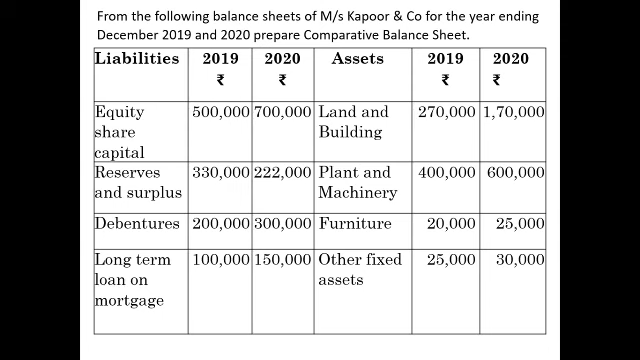 From the following balance sheets of M/s Kapoor & Co for the year ending
December 2019 and 2020 prepare Comparative Balance Sheet.
Liabilities 2019 ₹ 2020 ₹ Assets 2019 ₹ 2020 ₹
Equity share capital 500,000 700,000 Land and Building 270,000 1,70,000
Reserves and surplus 330,000 222,000 Plant and Machinery 400,000 600,000
Debentures 200,000 300,000 Furniture 20,000 25,000
Long term loan on mortgage 100,000 150,000 Other fixed assets 25,000 30,000